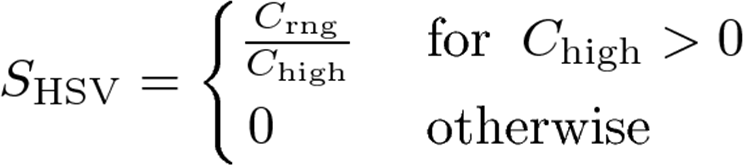 S_HSV = { C_rng / C_high for C_high > 0
0 otherwise